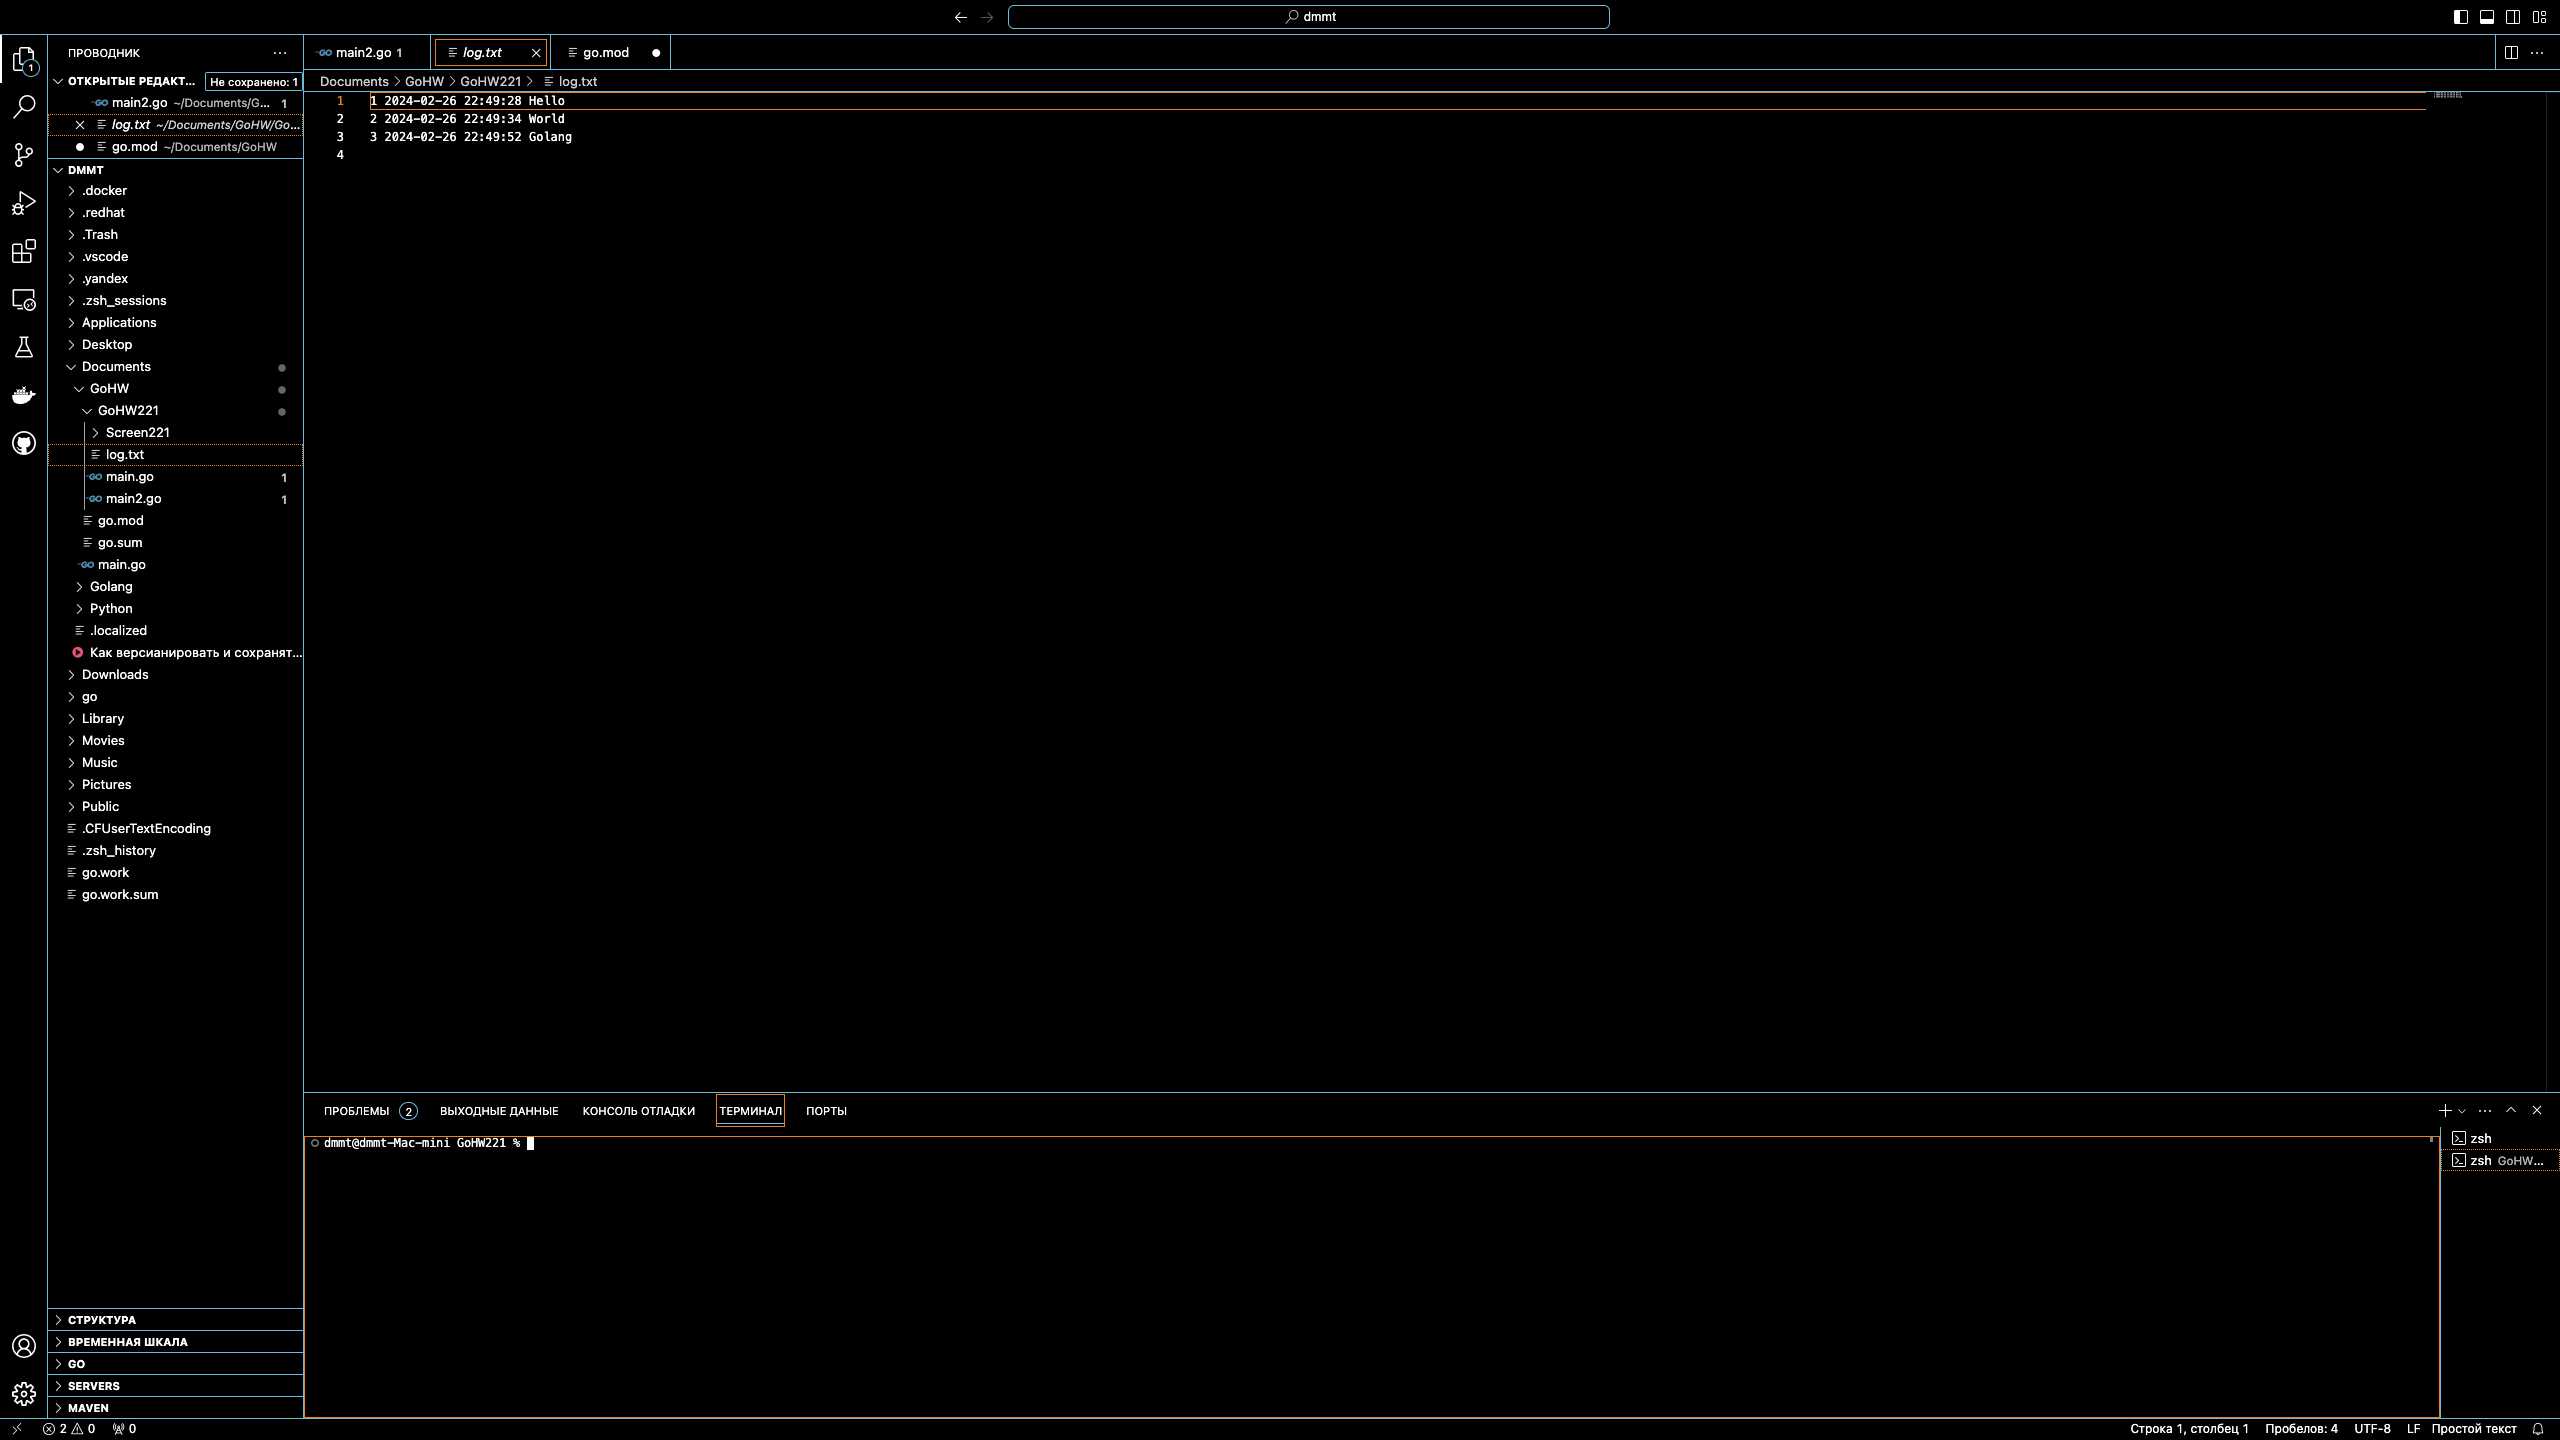 dmmt
ПРОВОДНИК
ОТКРЫТЫЕ РЕДАКТ... Не сохранено: 1
main2.go ~/Documents/G... 1
log.txt ~/Documents/GoHW/Go...
go.mod ~/Documents/GoHW
DMMT
.docker
.redhat
.Trash
.vscode
.yandex
.zsh_sessions
Applications
Desktop
Documents
GoHW
GoHW221
Screen221
log.txt
main.go 1
main2.go 1
go.mod
go.sum
main.go
Golang
Python
.localized
Как версианировать и сохранят...
Downloads
go
Library
Movies
Music
Pictures
Public
.CFUserTextEncoding
.zsh_history
go.work
go.work.sum
СТРУКТУРА
ВРЕМЕННАЯ ШКАЛА
GO
SERVERS
MAVEN
main2.go 1 log.txt go.mod
Documents > GoHW > GoHW221 > log.txt
1 1 2024-02-26 22:49:28 Hello
2 2 2024-02-26 22:49:34 World
3 3 2024-02-26 22:49:52 Golang
4
ПРОБЛЕМЫ 2 ВЫХОДНЫЕ ДАННЫЕ КОНСОЛЬ ОТЛАДКИ ТЕРМИНАЛ ПОРТЫ
dmmt@dmmt-Mac-mini GoHW221 %
zsh
zsh GoHW...
2 0 0 Строка 1, столбец 1 Пробелов: 4 UTF-8 LF Простой текст